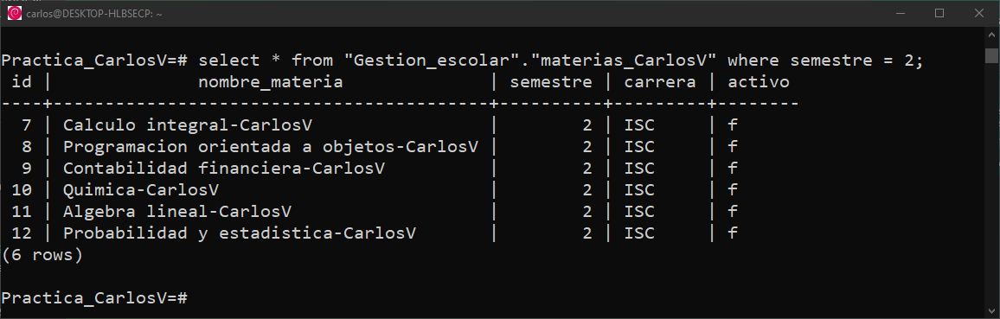 carlos@DESKTOP-HLBSECP: ~
Practica_CarlosV=# select * from "Gestion_escolar"."materias_CarlosV" where semestre = 2;
 id |              nombre_materia              | semestre | carrera | activo
----+------------------------------------------+----------+---------+--------
  7 | Calculo integral-CarlosV                 |        2 | ISC     | f
  8 | Programacion orientada a objetos-CarlosV |        2 | ISC     | f
  9 | Contabilidad financiera-CarlosV          |        2 | ISC     | f
 10 | Quimica-CarlosV                          |        2 | ISC     | f
 11 | Algebra lineal-CarlosV                   |        2 | ISC     | f
 12 | Probabilidad y estadistica-CarlosV       |        2 | ISC     | f
(6 rows)
Practica_CarlosV=#